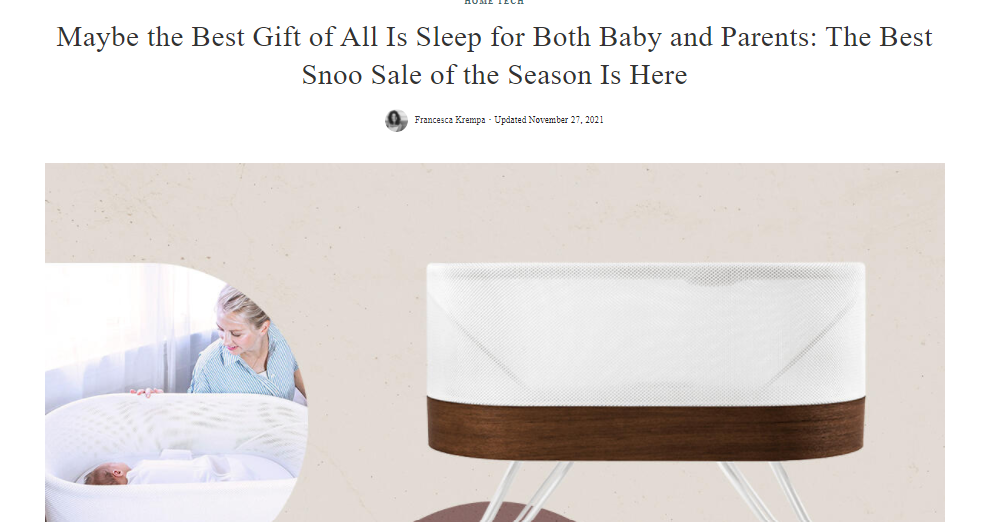 HOME TECH
Maybe the Best Gift of All Is Sleep for Both Baby and Parents: The Best
Snoo Sale of the Season Is Here
Francesca Krempa · Updated November 27, 2021